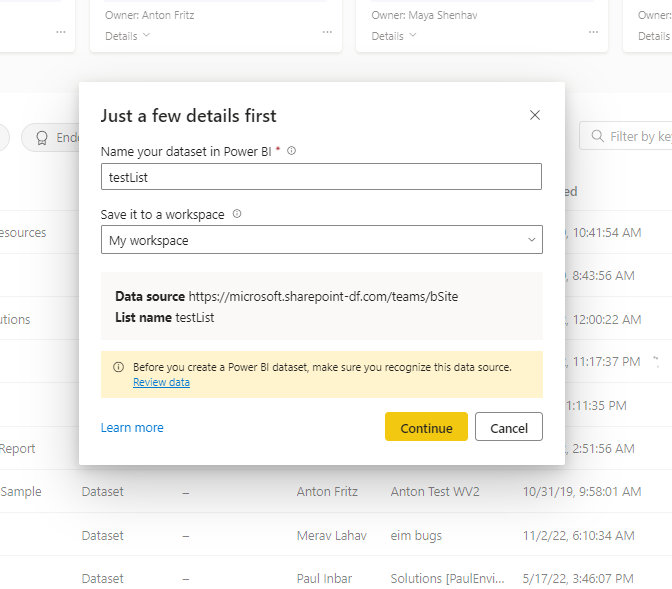 Owner: Anton Fritz
Owner: Maya Shenhav
Owner:
Details
Details
Details
... ... ...
Just a few details first
Name your dataset in Power BI *
testList
Save it to a workspace
My workspace
Data source https://microsoft.sharepoint-df.com/teams/bSite
List name testList
Before you create a Power BI dataset, make sure you recognize this data source.
Review data
Learn more
Continue
Cancel
Filter by ke
ed
esources , 10:41:54 AM
, 8:43:56 AM
utions , 12:00:22 AM
, 11:17:37 PM
1:11:35 PM
Report , 2:51:56 AM
Sample Dataset – Anton Fritz Anton Test WV2 10/31/19, 9:58:01 AM
Dataset – Merav Lahav eim bugs 11/2/22, 6:10:34 AM
Dataset – Paul Inbar Solutions [PaulEnvi... 5/17/22, 3:46:07 PM